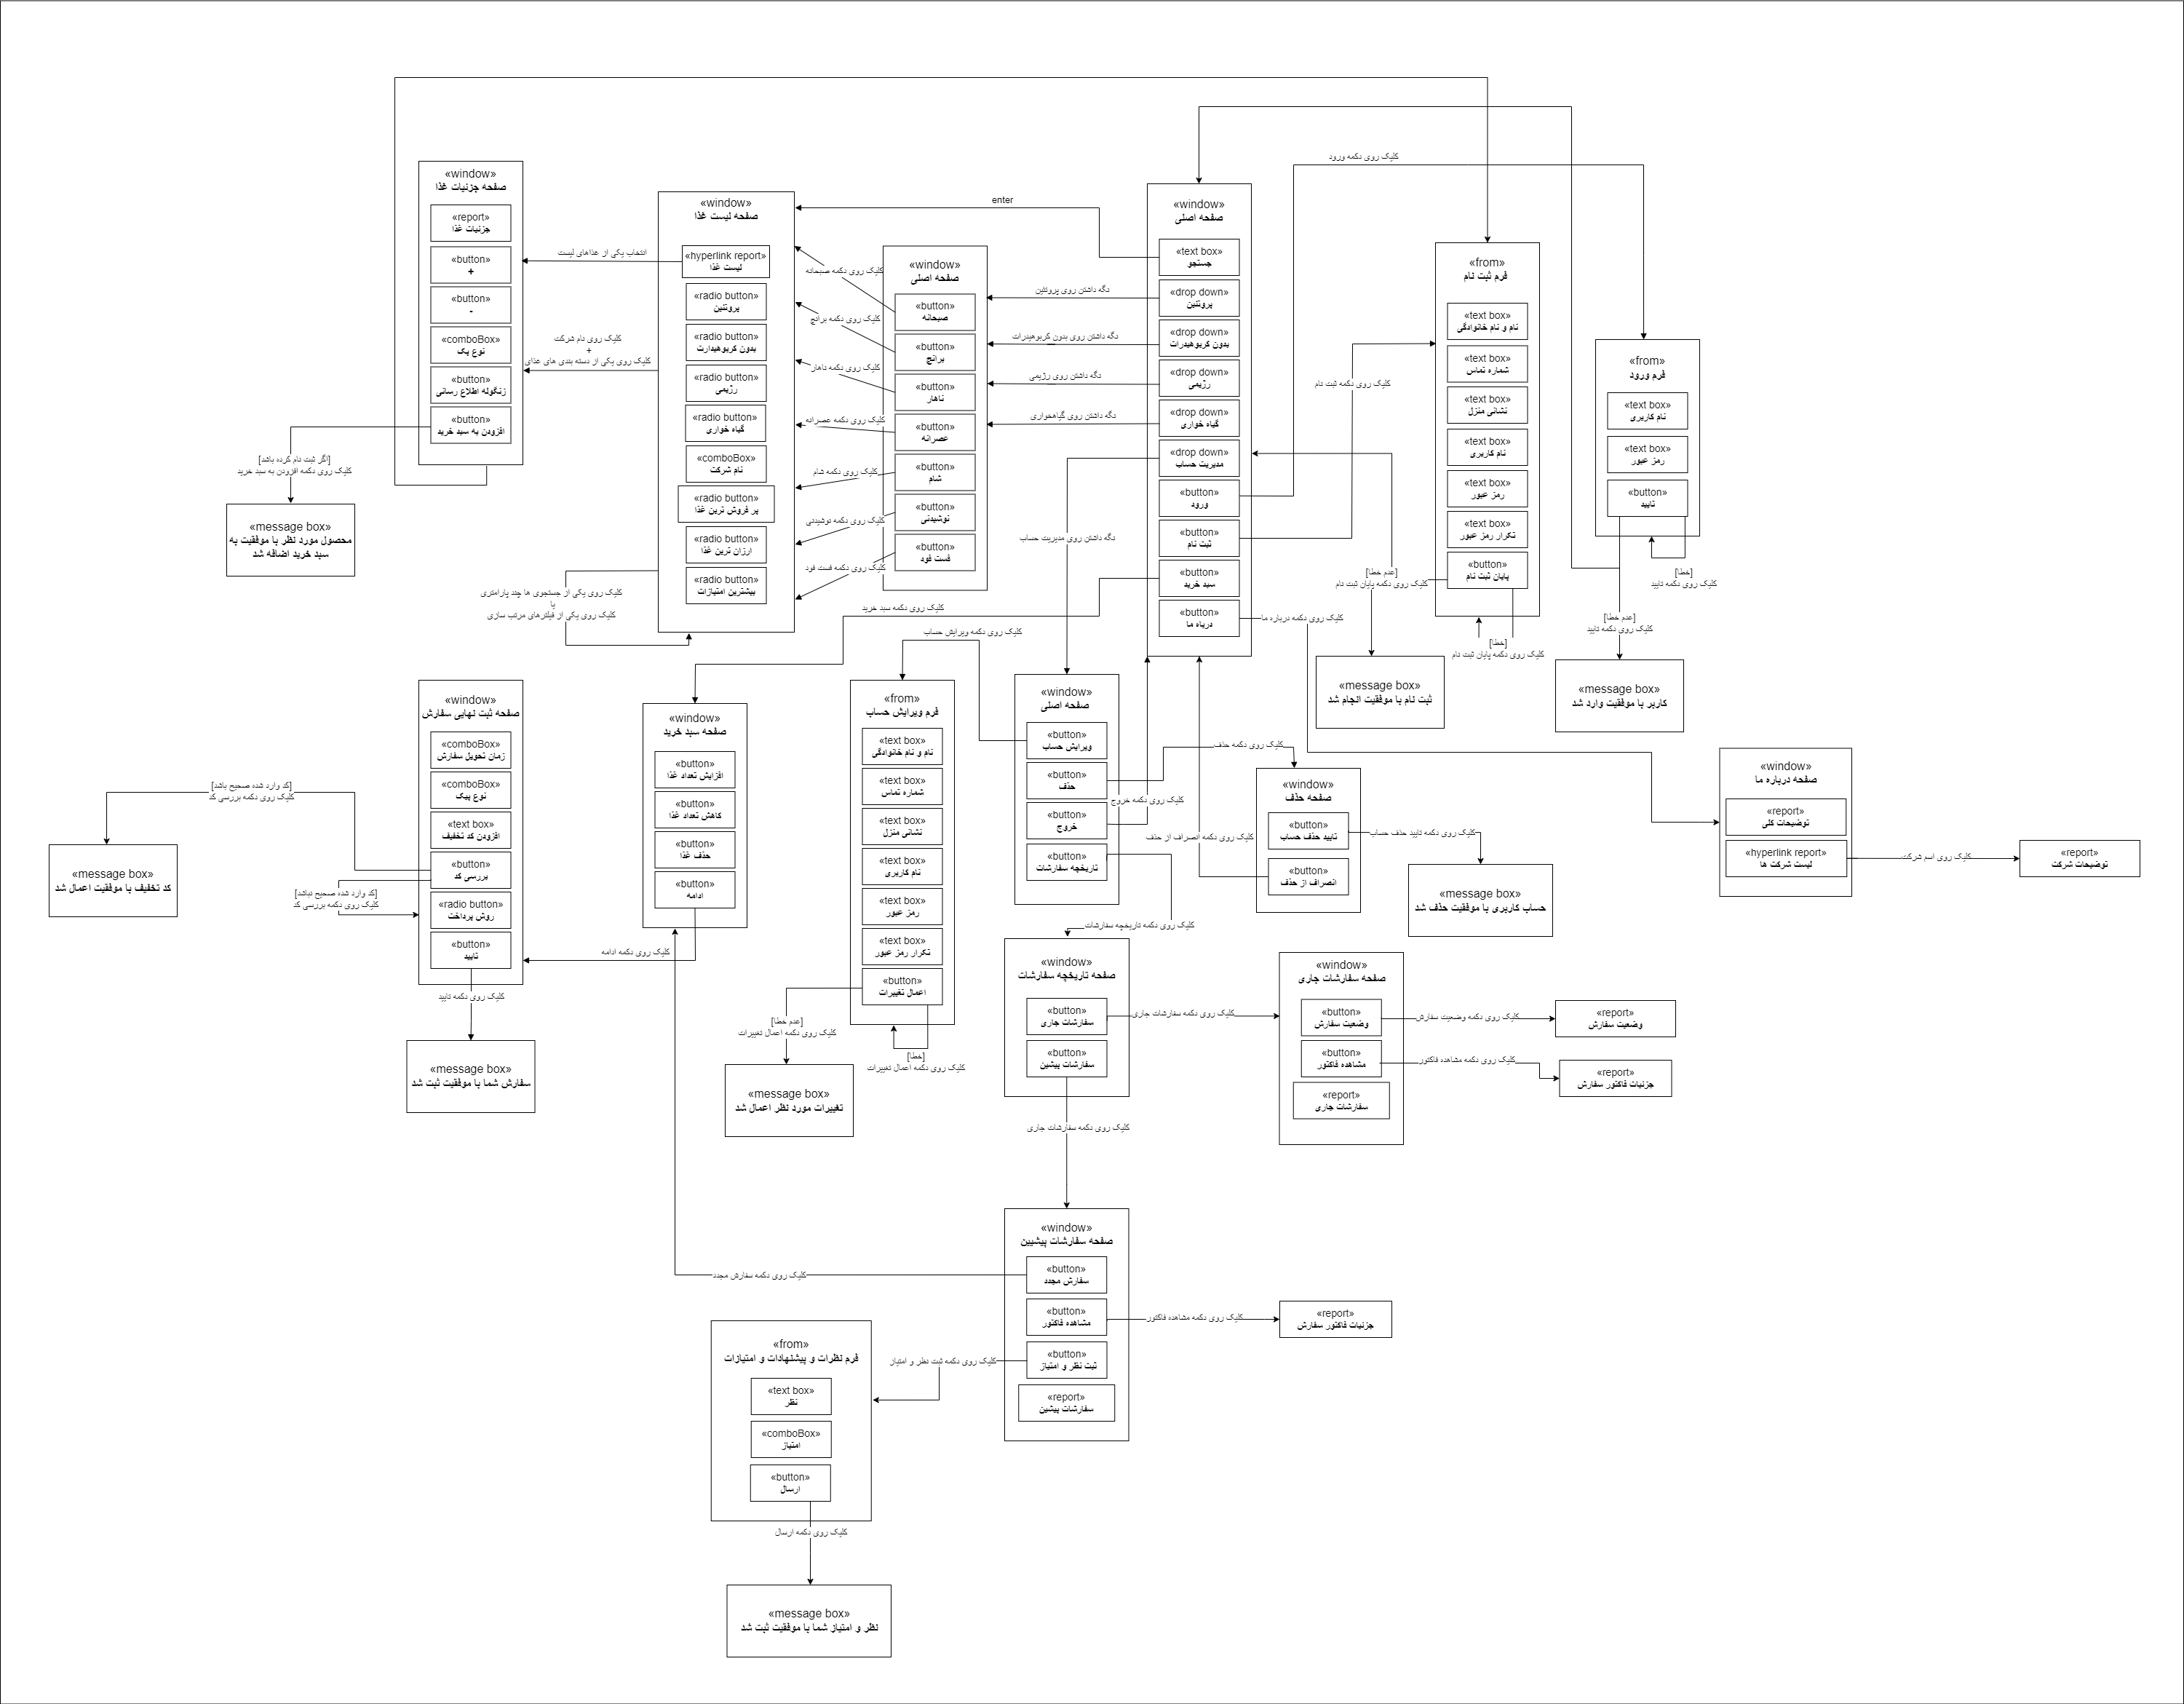 «window»
صفحه جزئیات غذا
«report»
جزئیات غذا
«button»
+
«button»
-
«comboBox»
نوع پک
«button»
زنگوله اطلاع رسانی
«button»
افزودن به سبد خرید
[اگر ثبت نام کرده باشد]
کلیک روی دکمه افزودن به سبد خرید
«message box»
محصول مورد نظر با موفقیت به
سبد خرید اضافه شد
انتخاب یکی از غذاهای لیست
کلیک روی نام شرکت
+
کلیک روی یکی از دسته بندی های غذای
«window»
صفحه لیست غذا
«hyperlink report»
لیست غذا
«radio button»
پروتئین
«radio button»
بدون کربوهیدارت
«radio button»
رژیمی
«radio button»
گیاه خواری
«comboBox»
نام شرکت
«radio button»
پر فروش ترین غذا
«radio button»
ارزان ترین غذا
«radio button»
بیشترین امتیازات
کلیک روی یکی از جستجوی ها چند پارامتری
یا
کلیک روی یکی از فیلترهای مرتب سازی
enter
کلیک روی دکمه صبحانه
کلیک روی دکمه برانچ
کلیک روی دکمه ناهار
کلیک روی دکمه عصرانه
کلیک روی دکمه شام
کلیک روی دکمه نوشیدنی
کلیک روی دکمه فست فود
«window»
صفحه اصلی
«button»
صبحانه
«button»
برانچ
«button»
ناهار
«button»
عصرانه
«button»
شام
«button»
نوشیدنی
«button»
فست فود
نگه داشتن روی پروتئین
نگه داشتن روی بدون کربوهیدرات
نگه داشتن روی رژیمی
نگه داشتن روی گیاهخواری
نگه داشتن روی مدیریت حساب
کلیک روی دکمه سبد خرید
«window»
صفحه اصلی
«text box»
جستجو
«drop down»
پروتئین
«drop down»
بدون کربوهیدرات
«drop down»
رژیمی
«drop down»
گیاه خواری
«drop down»
مدیریت حساب
«button»
ورود
«button»
ثبت نام
«button»
سبد خرید
«button»
درباه ما
کلیک روی دکمه ورود
کلیک روی دکمه ثبت نام
کلیک روی دکمه درباره ما
«from»
فرم ثبت نام
«text box»
نام و نام خانوادگی
«text box»
شماره تماس
«text box»
نشانی منزل
«text box»
نام کاربری
«text box»
رمز عبور
«text box»
تکرار رمز عبور
«button»
پایان ثبت نام
[عدم خطا]
کلیک روی دکمه پایان ثبت نام
[خطا]
کلیک روی دکمه پایان ثبت نام
«message box»
ثبت نام با موفقیت انجام شد
«from»
فرم ورود
«text box»
نام کاربری
«text box»
رمز عبور
«button»
تایید
[خطا]
کلیک روی دکمه تایید
[عدم خطا]
کلیک روی دکمه تایید
«message box»
کاربر با موفقیت وارد شد
«window»
صفحه ثبت نهایی سفارش
«comboBox»
زمان تحویل سفارش
«comboBox»
نوع پیک
«text box»
افزودن کد تخفیف
«button»
بررسی کد
«radio button»
روش پرداخت
«button»
تایید
[کد وارد شده صحیح باشد]
کلیک روی دکمه بررسی کد
«message box»
کد تخفیف با موفقیت اعمال شد
[کد وارد شده صحیح نباشد]
کلیک روی دکمه بررسی کد
کلیک روی دکمه تایید
«message box»
سفارش شما با موفقیت ثبت شد
کلیک روی دکمه ادامه
«window»
صفحه سبد خرید
«button»
افزایش تعداد غذا
«button»
کاهش تعداد غذا
«button»
حذف غذا
«button»
ادامه
کلیک روی دکمه ویرایش حساب
«from»
فرم ویرایش حساب
«text box»
نام و نام خانوادگی
«text box»
شماره تماس
«text box»
نشانی منزل
«text box»
نام کاربری
«text box»
رمز عبور
«text box»
تکرار رمز عبور
«button»
اعمال تغییرات
[عدم خطا]
کلیک روی دکمه اعمال تغییرات
[خطا]
کلیک روی دکمه اعمال تغییرات
«message box»
تغییرات مورد نظر اعمال شد
«window»
صفحه اصلی
«button»
ویرایش حساب
«button»
حذف
«button»
خروج
«button»
تاریخچه سفارشات
کلیک روی دکمه حذف
کلیک روی دکمه خروج
کلیک روی دکمه انصراف از حذف
کلیک روی دکمه تاریخچه سفارشات
«window»
صفحه حذف
«button»
تایید حذف حساب
«button»
انصراف از حذف
کلیک روی دکمه تایید حذف حساب
«message box»
حساب کاربری با موفقیت حذف شد
«window»
صفحه درباره ما
«report»
توضیحات کلی
«hyperlink report»
لیست شرکت ها
کلیک روی اسم شرکت
«report»
توضیحات شرکت
«window»
صفحه تاریخچه سفارشات
«button»
سفارشات جاری
«button»
سفارشات پیشین
کلیک روی دکمه سفارشات جاری
کلیک روی دکمه سفارشات جاری
«window»
صفحه سفارشات جاری
«button»
وضعیت سفارش
«button»
مشاهده فاکتور
«report»
سفارشات جاری
کلیک روی دکمه وضعیت سفارش
«report»
وضعیت سفارش
کلیک روی دکمه مشاهده فاکتور
«report»
جزئیات فاکتور سفارش
«window»
صفحه سفارشات پیشیین
«button»
سفارش مجدد
«button»
مشاهده فاکتور
«button»
ثبت نظر و امتیاز
«report»
سفارشات پیشین
کلیک روی دکمه سفارش مجدد
کلیک روی دکمه مشاهده فاکتور
«report»
جزئیات فاکتور سفارش
کلیک روی دکمه ثبت نظر و امتیاز
«from»
فرم نظرات و پیشنهادات و امتیازات
«text box»
نظر
«comboBox»
امتیاز
«button»
ارسال
کلیک روی دکمه ارسال
«message box»
نظر و امتیاز شما با موفقیت ثبت شد